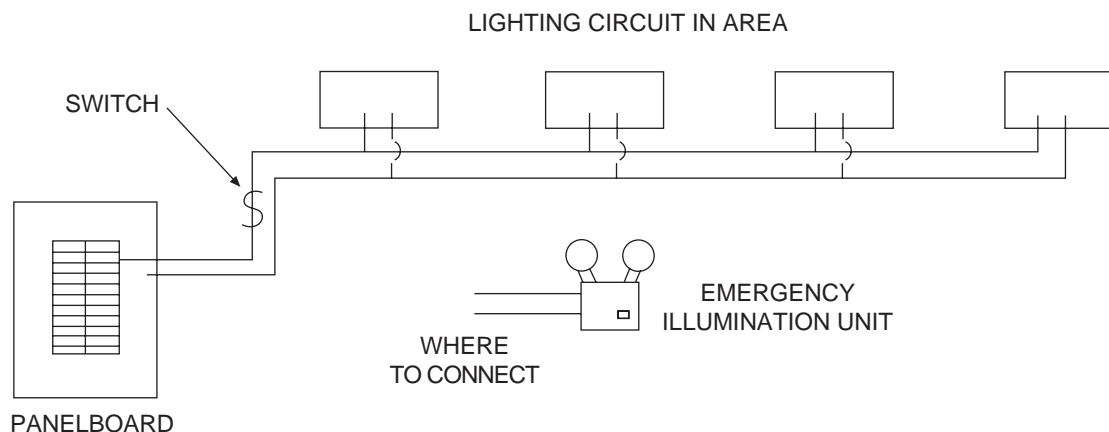 LIGHTING CIRCUIT IN AREA
SWITCH
S
EMERGENCY
ILLUMINATION UNIT
WHERE
TO CONNECT
PANELBOARD